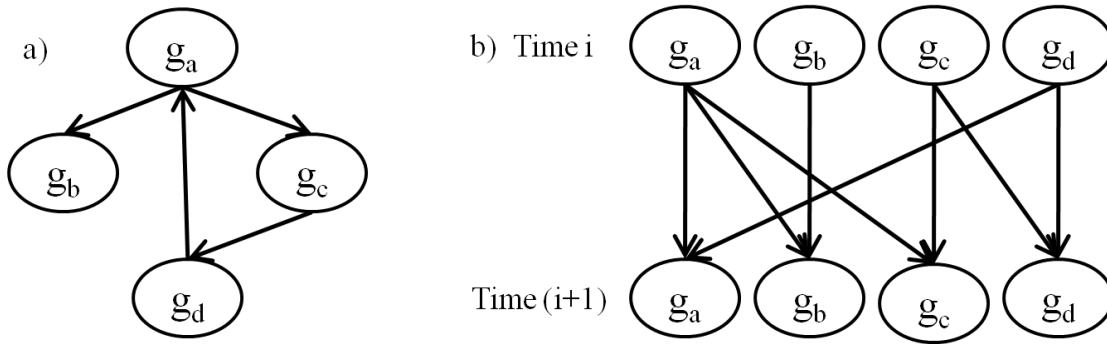 a)
g_a
g_b
g_c
g_d
b) Time i
g_a g_b g_c g_d
Time (i+1)
g_a g_b g_c g_d